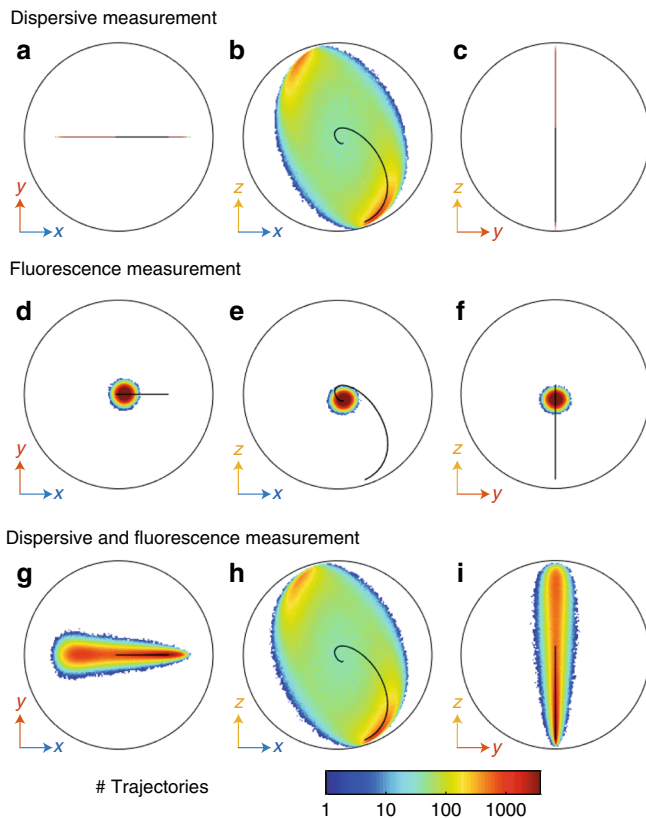 Dispersive measurement
a b c
y x z x z y
Fluorescence measurement
d e f
y x z x z y
Dispersive and fluorescence measurement
g h i
y x z x z y
# Trajectories
1 10 100 1000